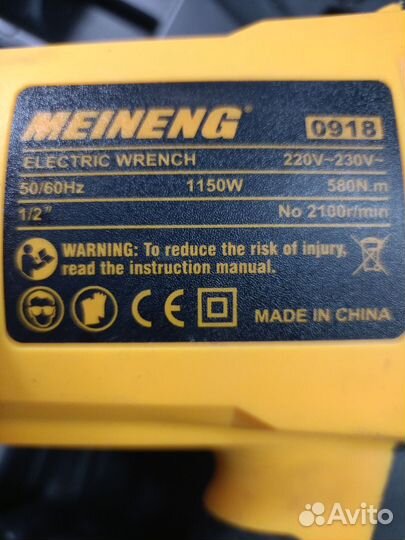 MEINENG® 0918
ELECTRIC WRENCH 220V~230V~
50/60Hz 1150W 580N.m
1/2" No 2100r/min
WARNING: To reduce the risk of injury,
read the instruction manual.
CE MADE IN CHINA
Avito